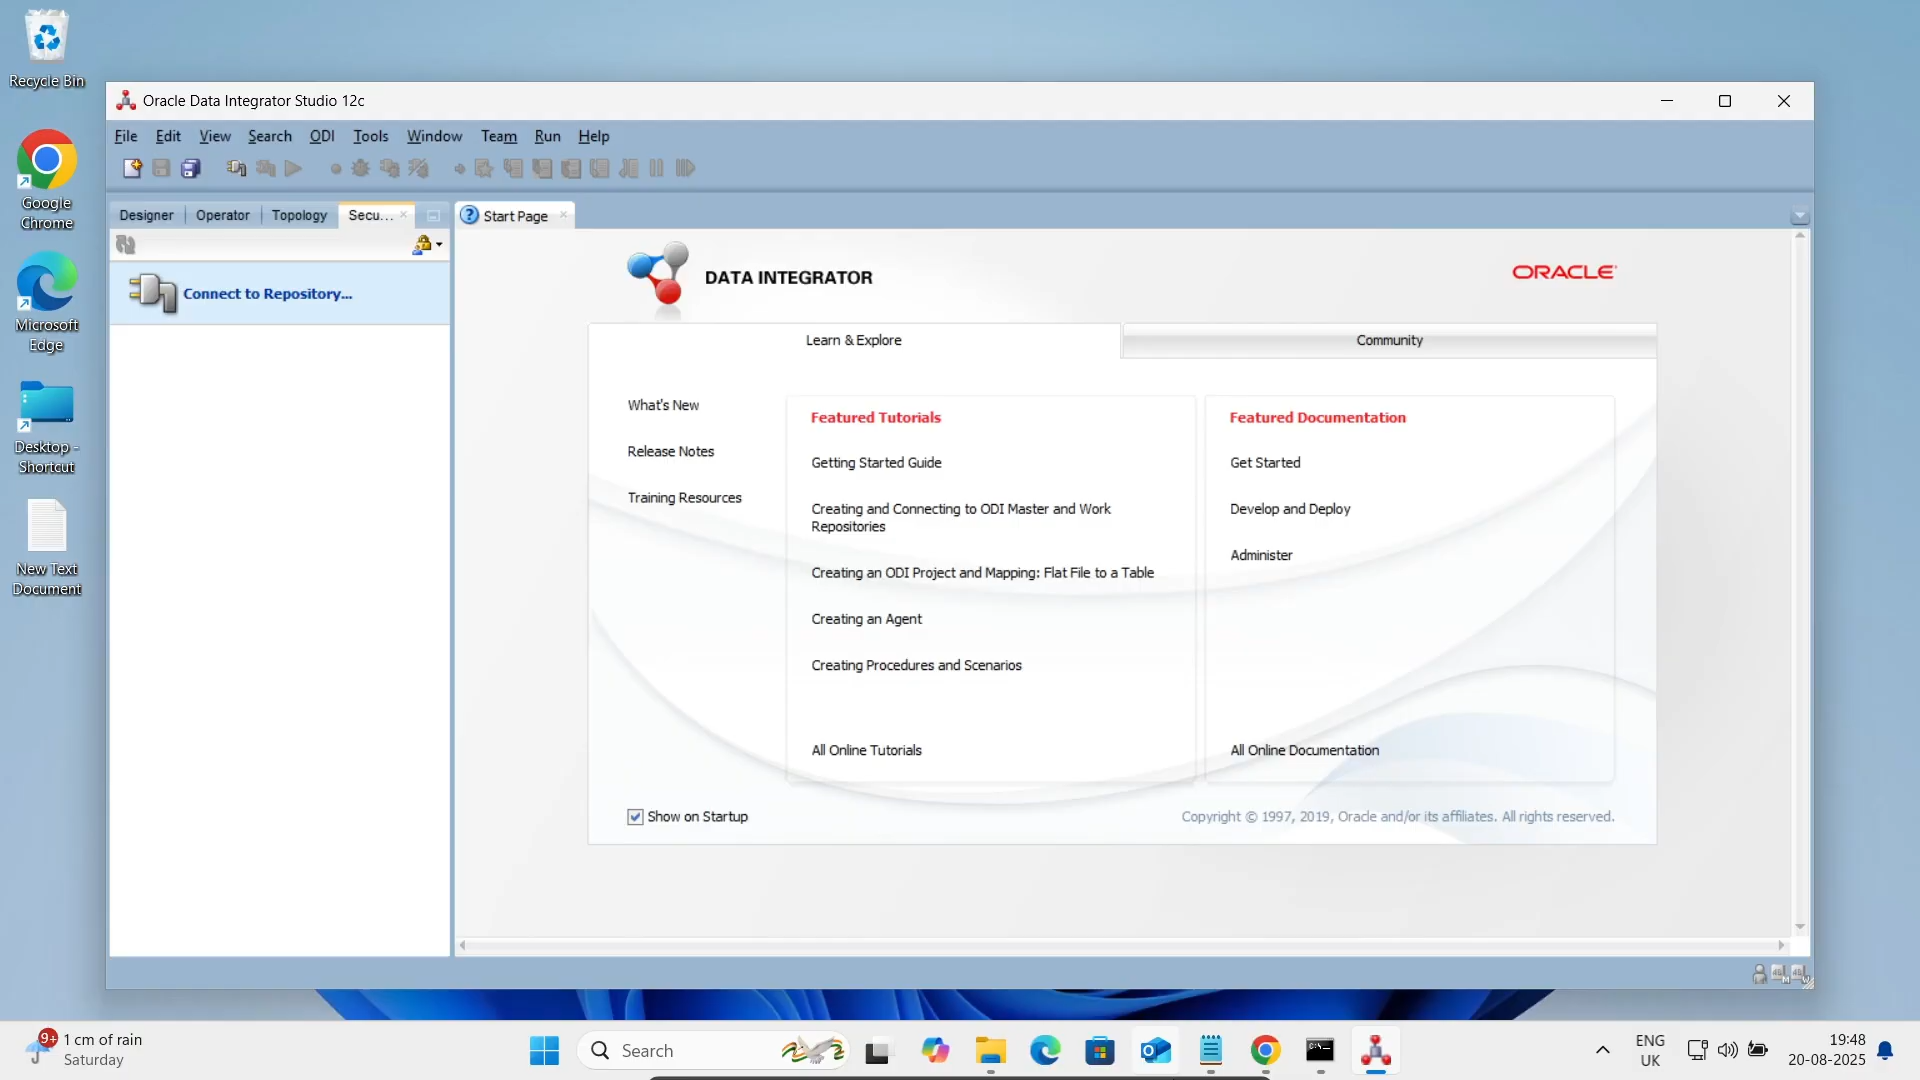 Recycle Bin
Google
Chrome
Microsoft
Edge
Desktop -
Shortcut
New Text
Document
Oracle Data Integrator Studio 12c
File Edit View Search ODI Tools Window Team Run Help
Designer Operator Topology Secu...
Start Page
Connect to Repository...
DATA INTEGRATOR
ORACLE
Learn & Explore
Community
What's New
Release Notes
Training Resources
Featured Tutorials
Getting Started Guide
Creating and Connecting to ODI Master and Work
Repositories
Creating an ODI Project and Mapping: Flat File to a Table
Creating an Agent
Creating Procedures and Scenarios
All Online Tutorials
Featured Documentation
Get Started
Develop and Deploy
Administer
All Online Documentation
Show on Startup
Copyright © 1997, 2019, Oracle and/or its affiliates. All rights reserved.
9+
1 cm of rain
Saturday
Search
ENG
UK
19:48
20-08-2025